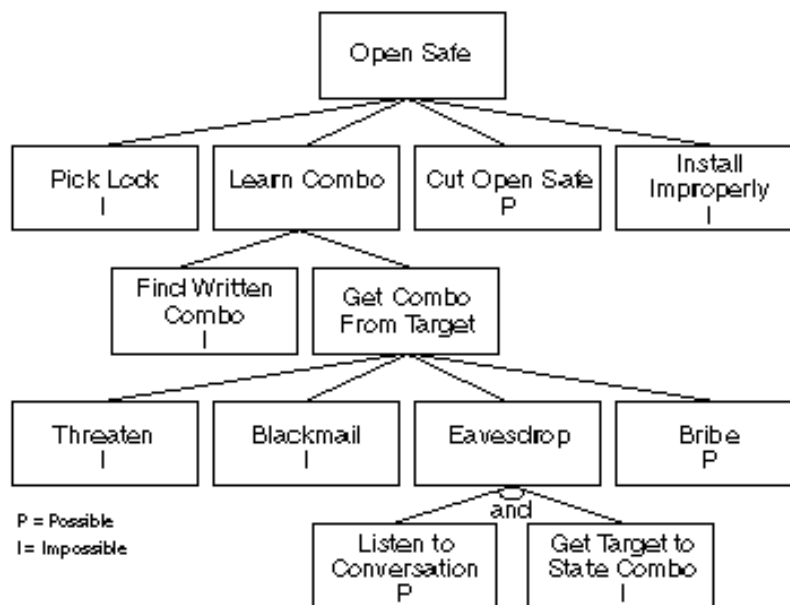 Open Safe
Pick Lock
I
Learn Combo
Cut Open Safe
P
Install
Improperly
I
Find Written
Combo
I
Get Combo
From Target
Threaten
I
Blackmail
I
Eavesdrop
Bribe
P
and
P = Possible
I = Impossible
Listen to
Conversation
P
Get Target to
State Combo
I